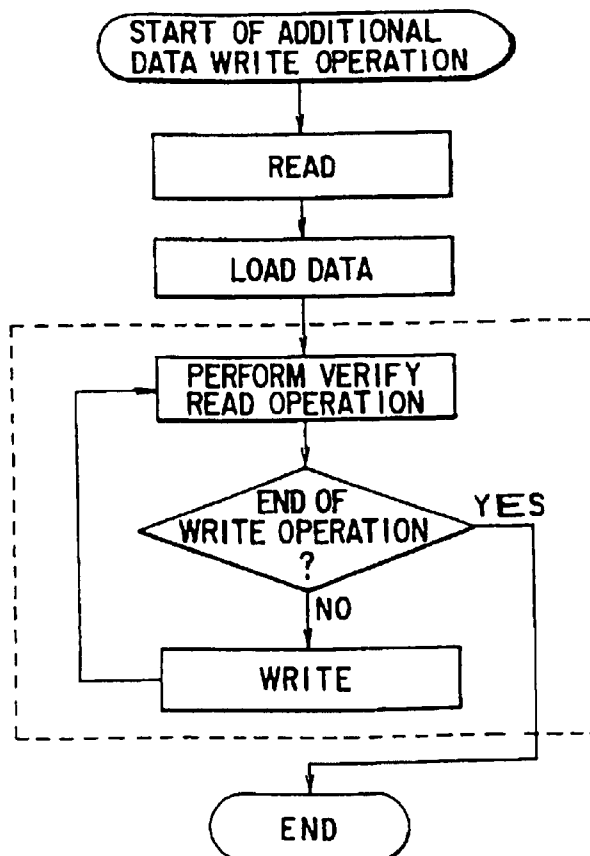 START OF ADDITIONAL
DATA WRITE OPERATION
READ
LOAD DATA
PERFORM VERIFY
READ OPERATION
END OF
WRITE OPERATION
?
YES
NO
WRITE
END